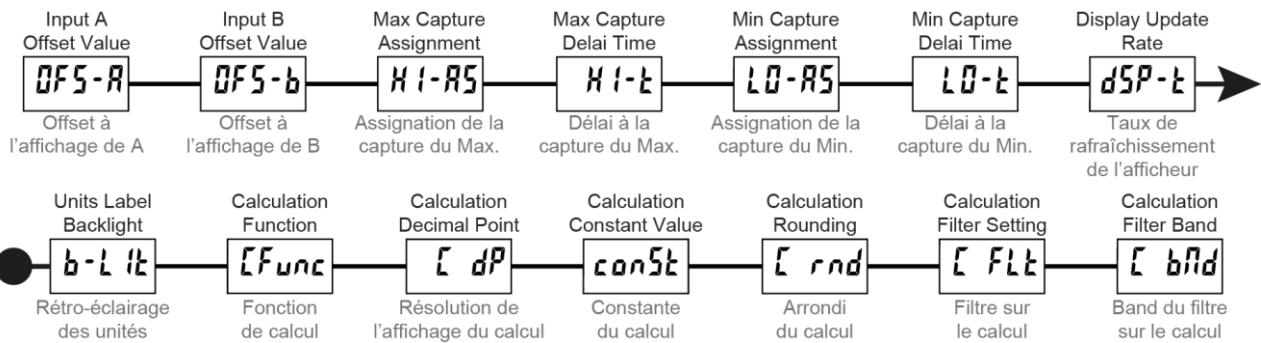 Input A
Offset Value
OFS-A
Offset à
l'affichage de A
Input B
Offset Value
OFS-b
Offset à
l'affichage de B
Max Capture
Assignment
HI-AS
Assignation de la
capture du Max.
Max Capture
Delai Time
HI-t
Délai à la
capture du Max.
Min Capture
Assignment
LO-AS
Assignation de la
capture du Min.
Min Capture
Delai Time
LO-t
Délai à la
capture du Min.
Display Update
Rate
dSP-t
Taux de
rafraîchissement
de l'afficheur
Units Label
Backlight
b-LIt
Rétro-éclairage
des unités
Calculation
Function
CFunc
Fonction
de calcul
Calculation
Decimal Point
C dP
Résolution de
l'affichage du calcul
Calculation
Constant Value
conSt
Constante
du calcul
Calculation
Rounding
C rnd
Arrondi
du calcul
Calculation
Filter Setting
C FLt
Filtre sur
le calcul
Calculation
Filter Band
C bNd
Band du filtre
sur le calcul